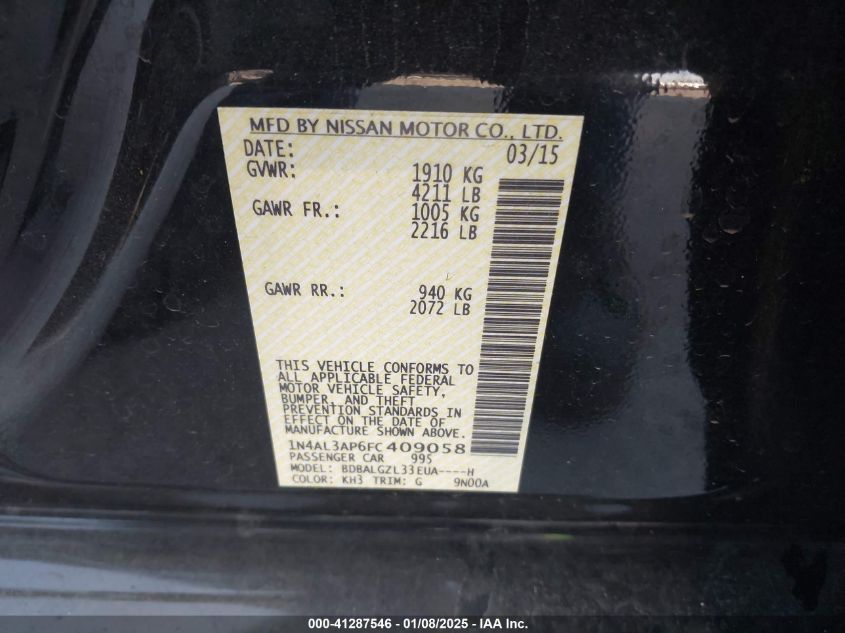 MFD BY NISSAN MOTOR CO., LTD.
DATE: 03/15
GVWR: 1910 KG
4211 LB
GAWR FR.: 1005 KG
2216 LB
GAWR RR.: 940 KG
2072 LB
THIS VEHICLE CONFORMS TO
ALL APPLICABLE FEDERAL
MOTOR VEHICLE SAFETY,
BUMPER, AND THEFT
PREVENTION STANDARDS IN
EFFECT ON THE DATE OF
MANUFACTURE SHOWN ABOVE.
1N4AL3AP6FC409058
PASSENGER CAR 995
MODEL: BDBALGZL33EUA----H
COLOR: KH3 TRIM: G 9N00A
000-41287546 - 01/08/2025 - IAA Inc.